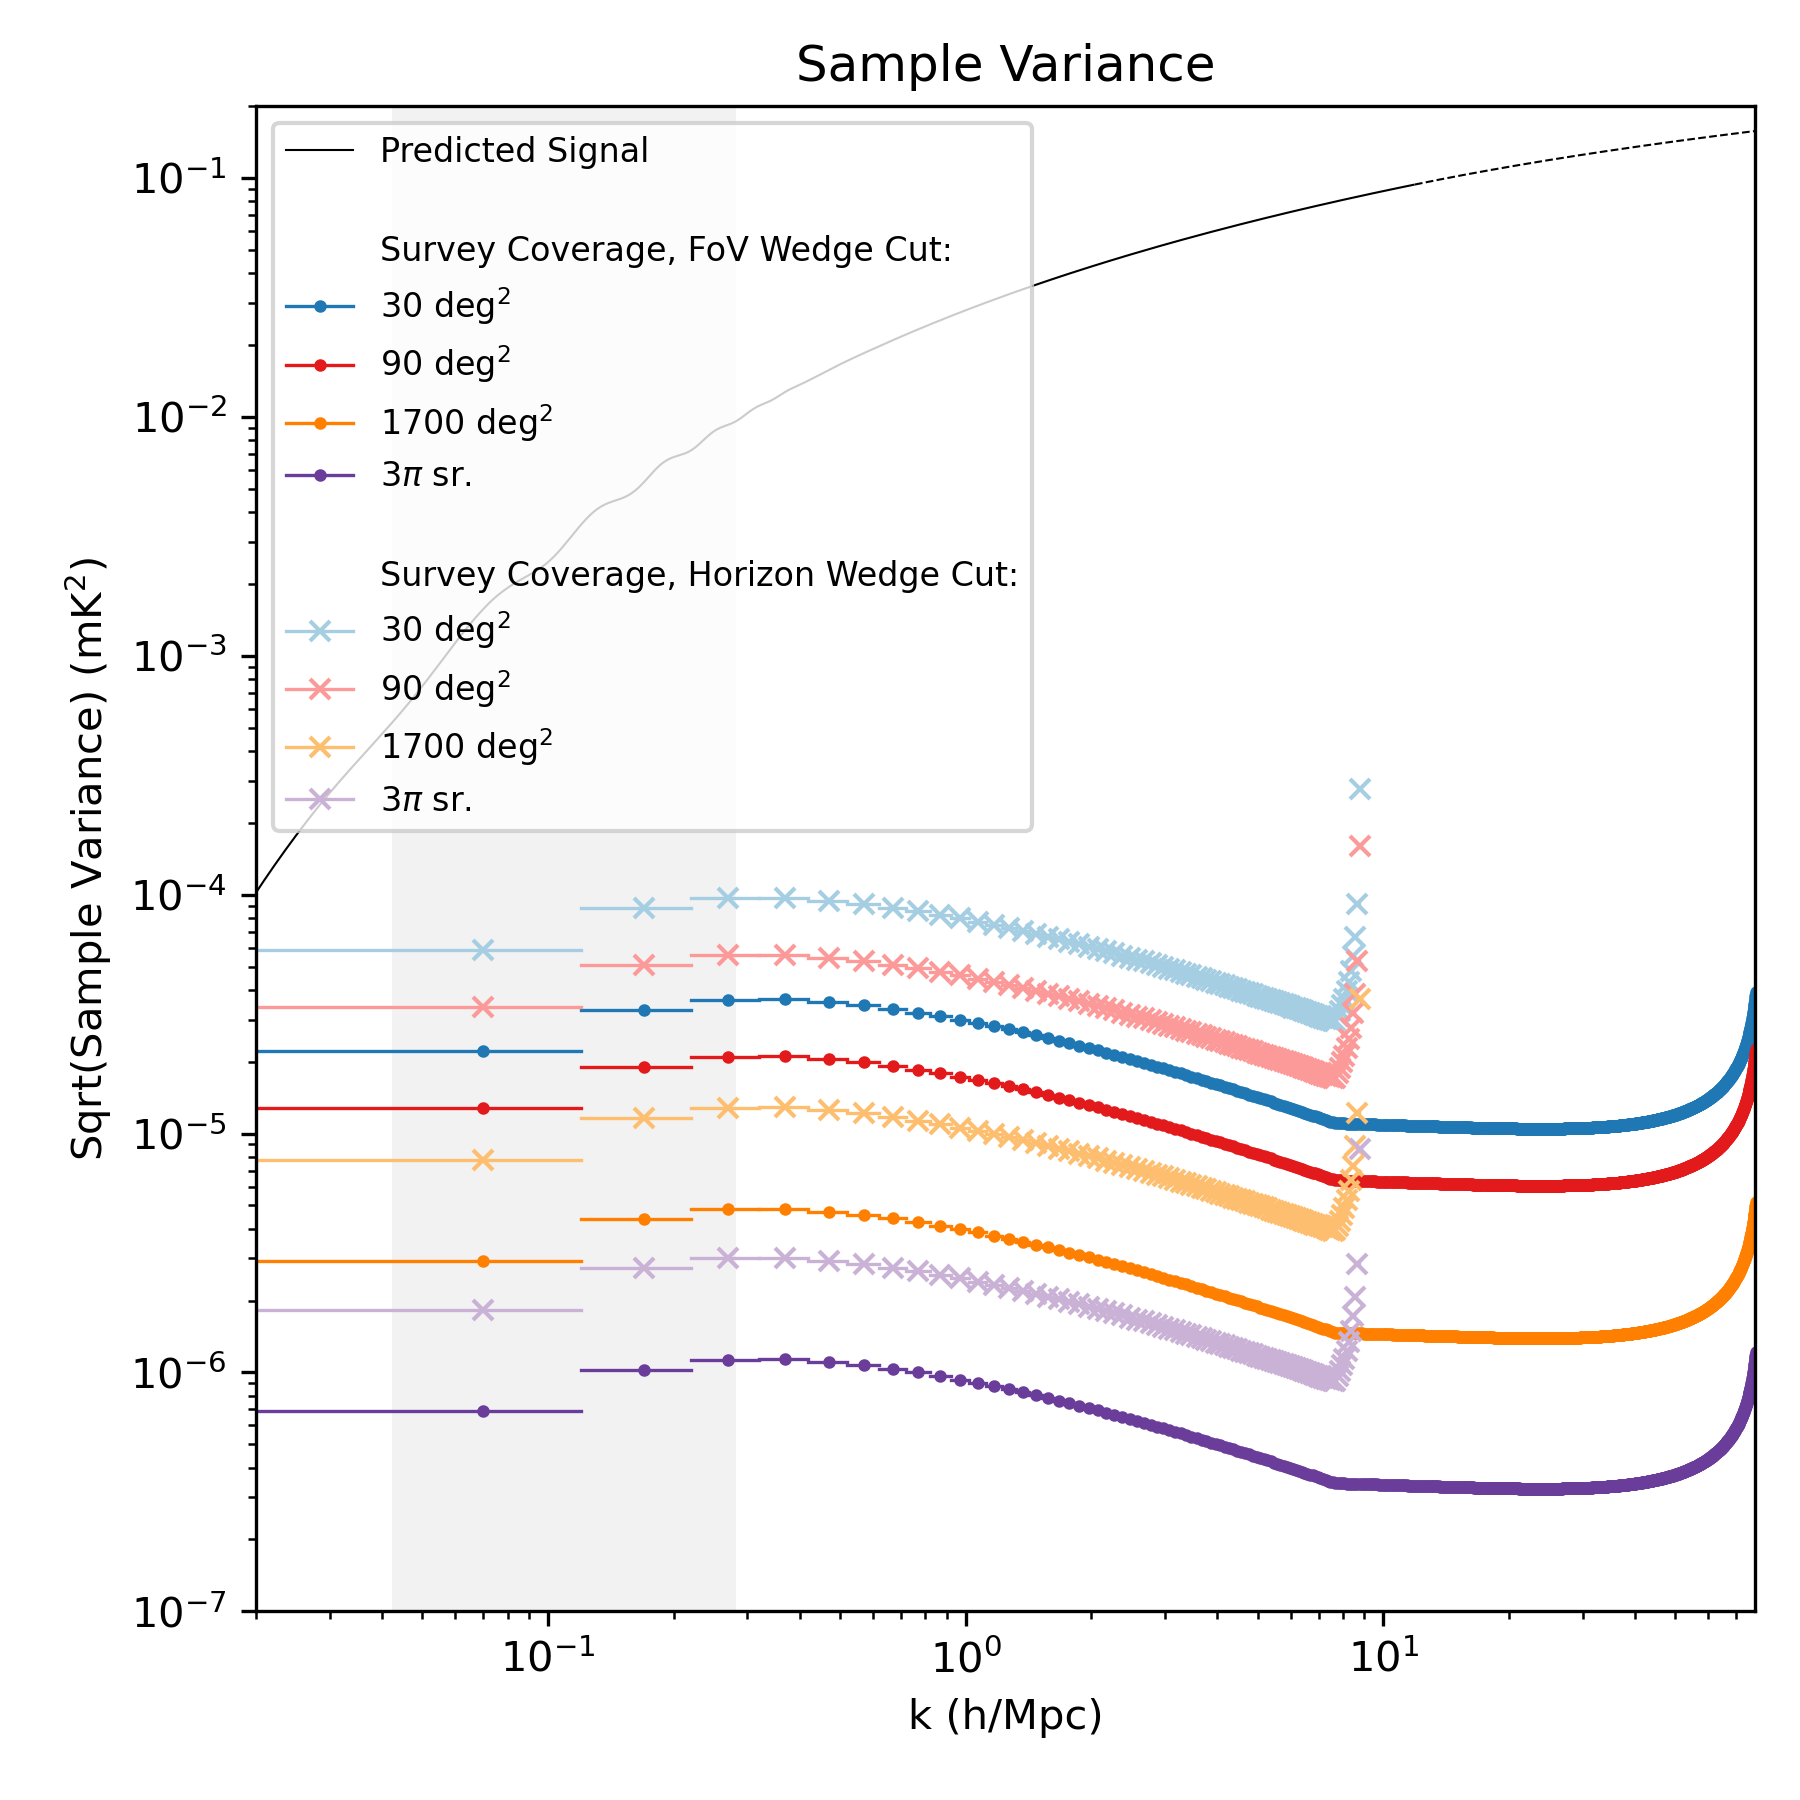 Sample Variance
Predicted Signal
Survey Coverage, FoV Wedge Cut:
30 deg²
90 deg²
1700 deg²
3π sr.
Survey Coverage, Horizon Wedge Cut:
30 deg²
90 deg²
1700 deg²
3π sr.
Sqrt(Sample Variance) (mK²)
10⁻¹
10⁻²
10⁻³
10⁻⁴
10⁻⁵
10⁻⁶
10⁻⁷
10⁻¹ 10⁰ 10¹
k (h/Mpc)